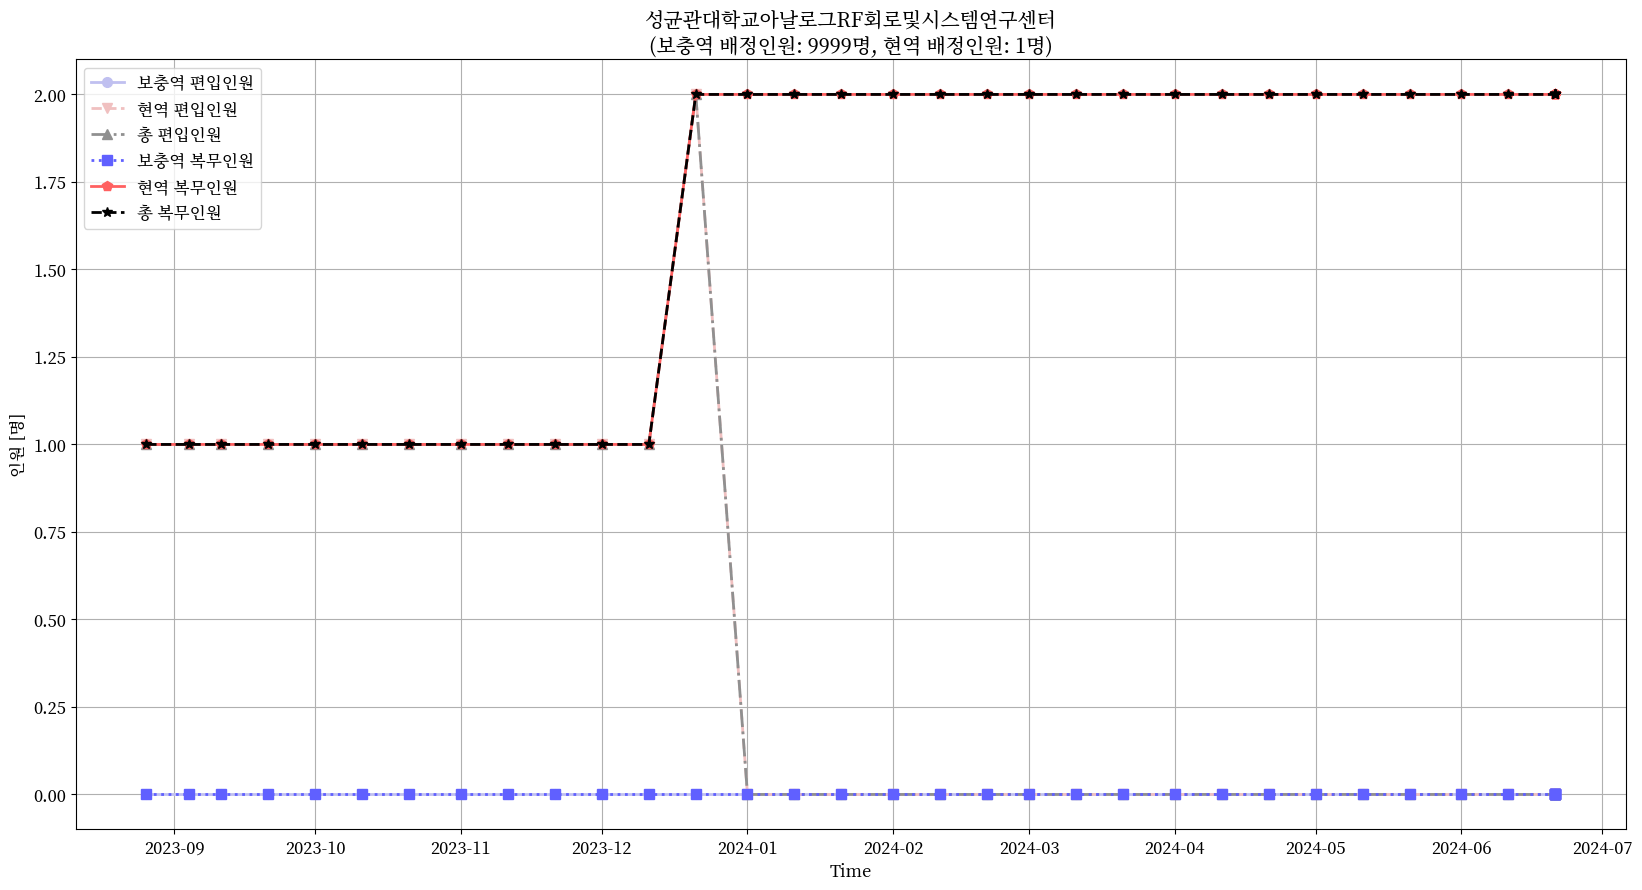 성균관대학교아날로그RF회로및시스템연구센터
(보충역 배정인원: 9999명, 현역 배정인원: 1명)
보충역 편입인원
현역 편입인원
총 편입인원
보충역 복무인원
현역 복무인원
총 복무인원
인원 [명]
2.00
1.75
1.50
1.25
1.00
0.75
0.50
0.25
0.00
2023-09 2023-10 2023-11 2023-12 2024-01 2024-02 2024-03 2024-04 2024-05 2024-06 2024-07
Time